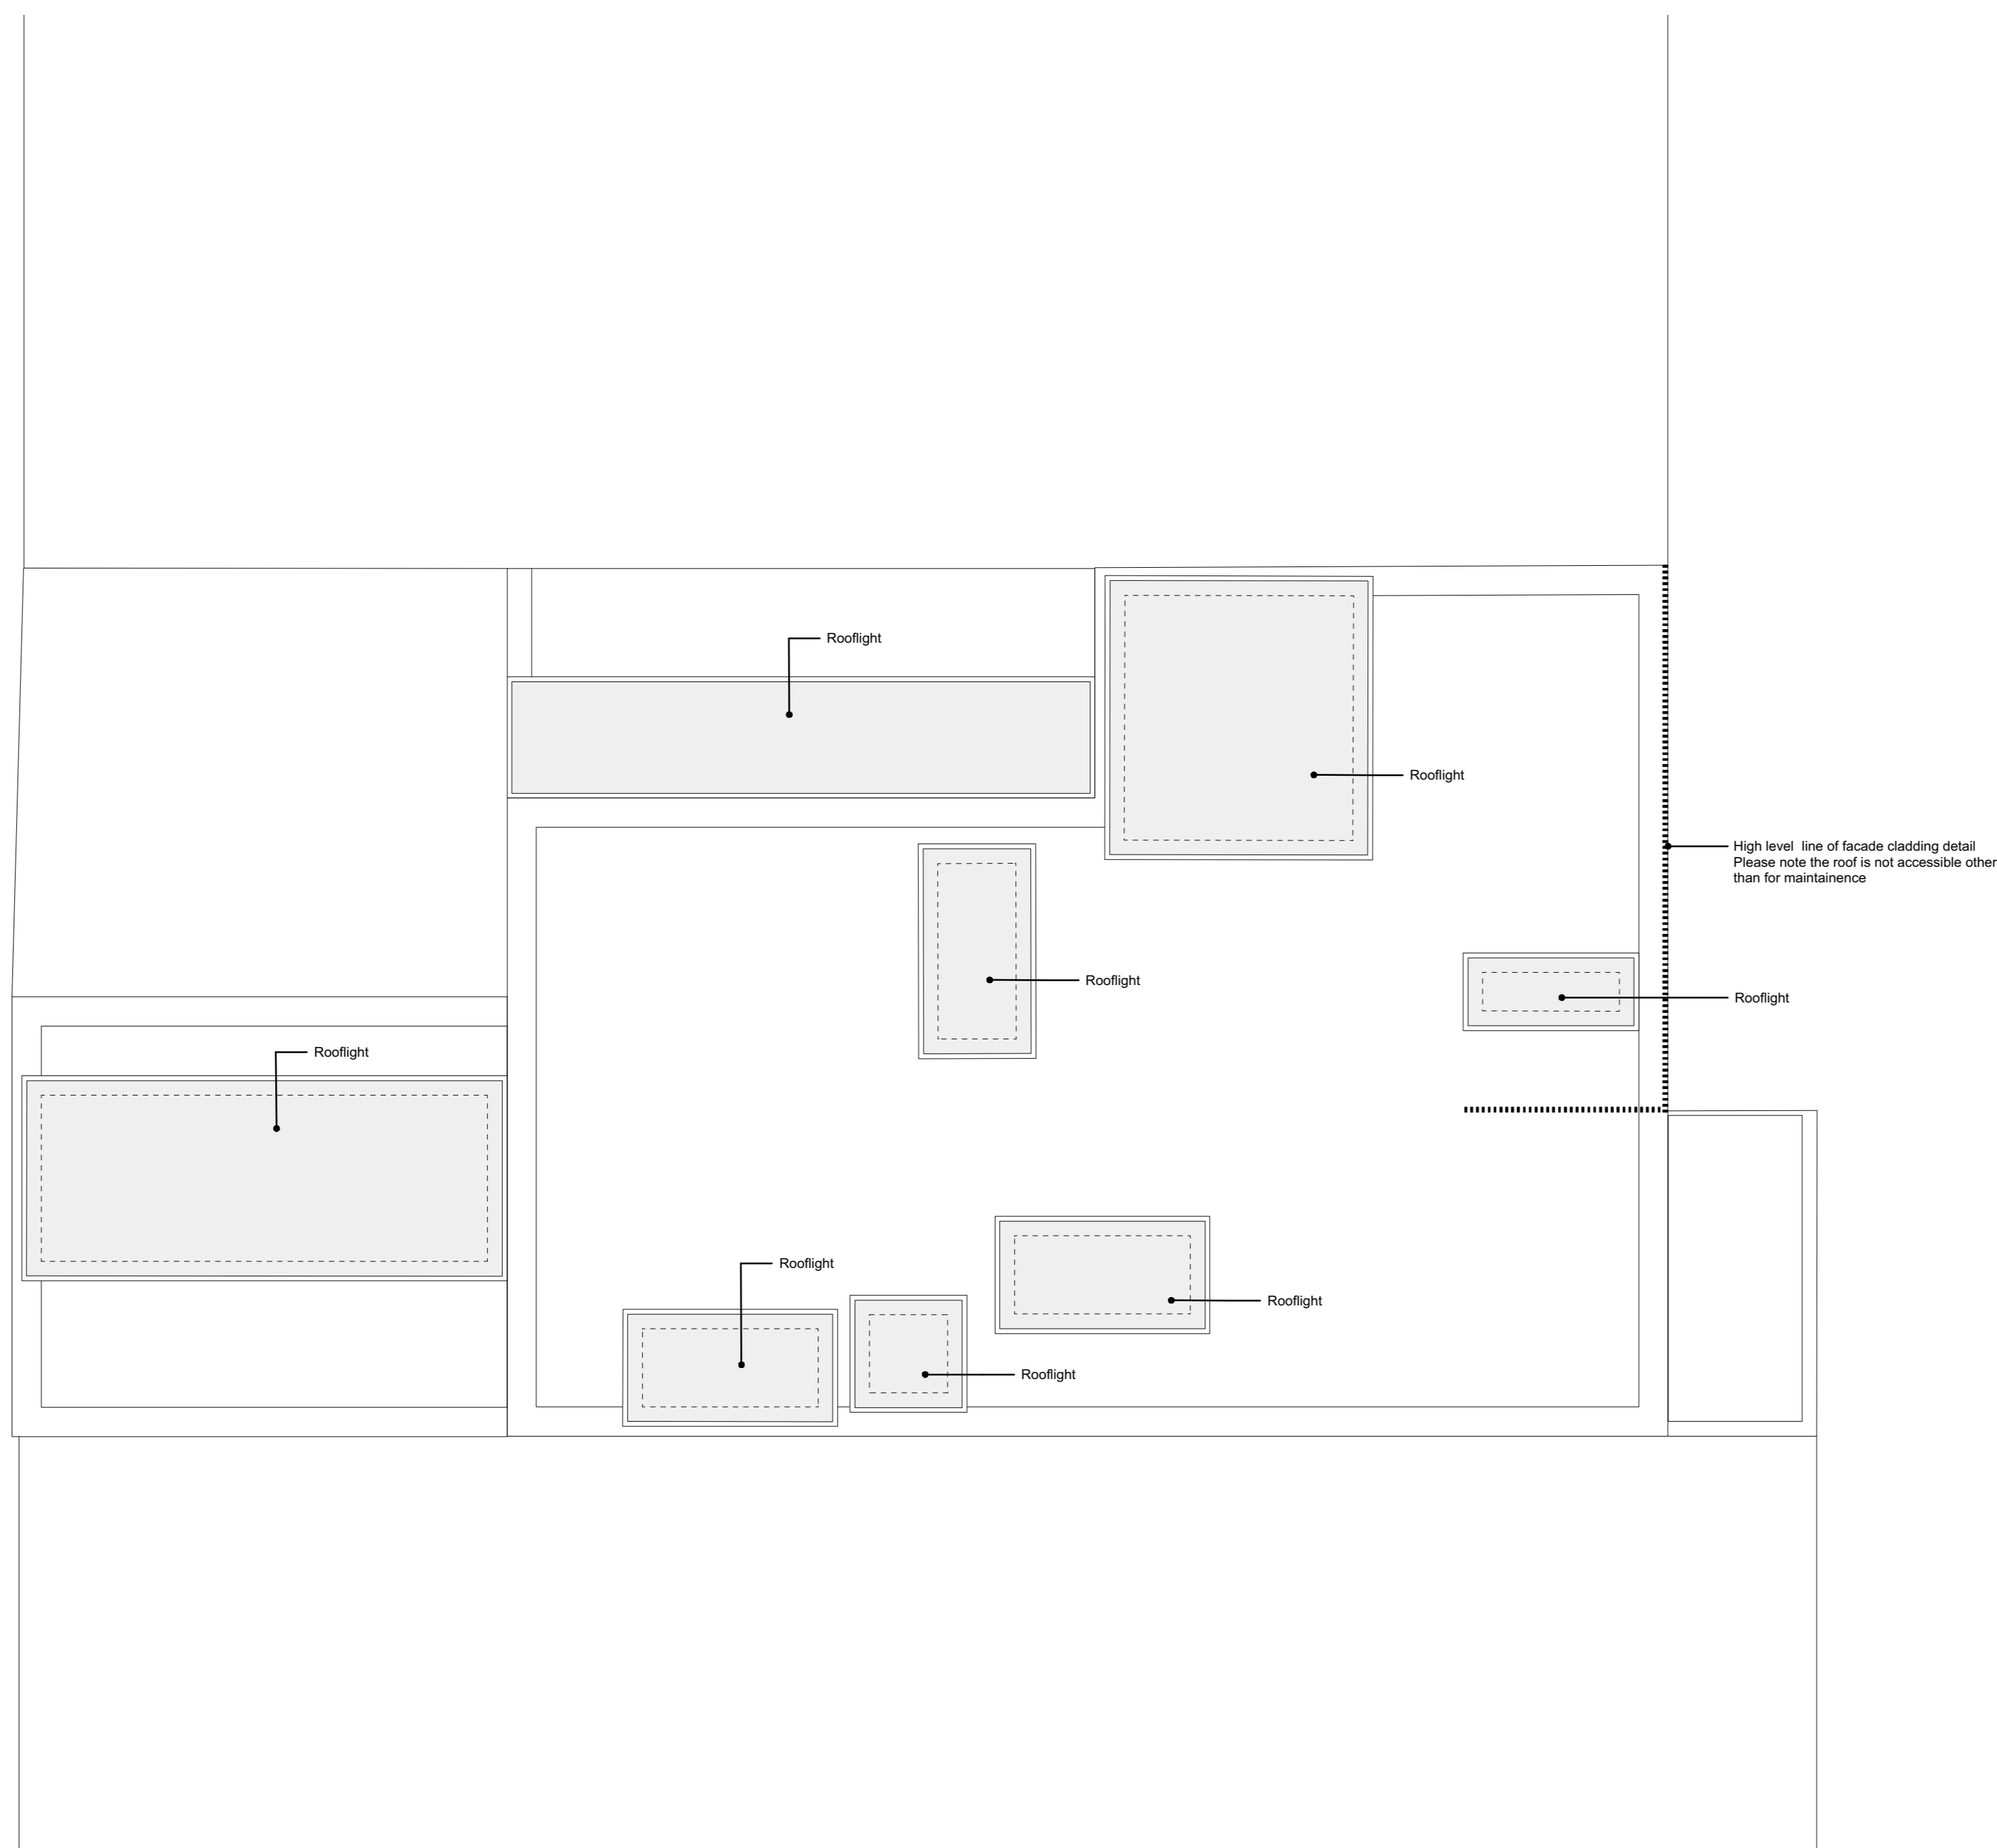 Rooflight
Rooflight
High level  line of facade cladding detail
Please note the roof is not accessible other
than for maintainence
Rooflight
Rooflight
Rooflight
Rooflight
Rooflight
Rooflight